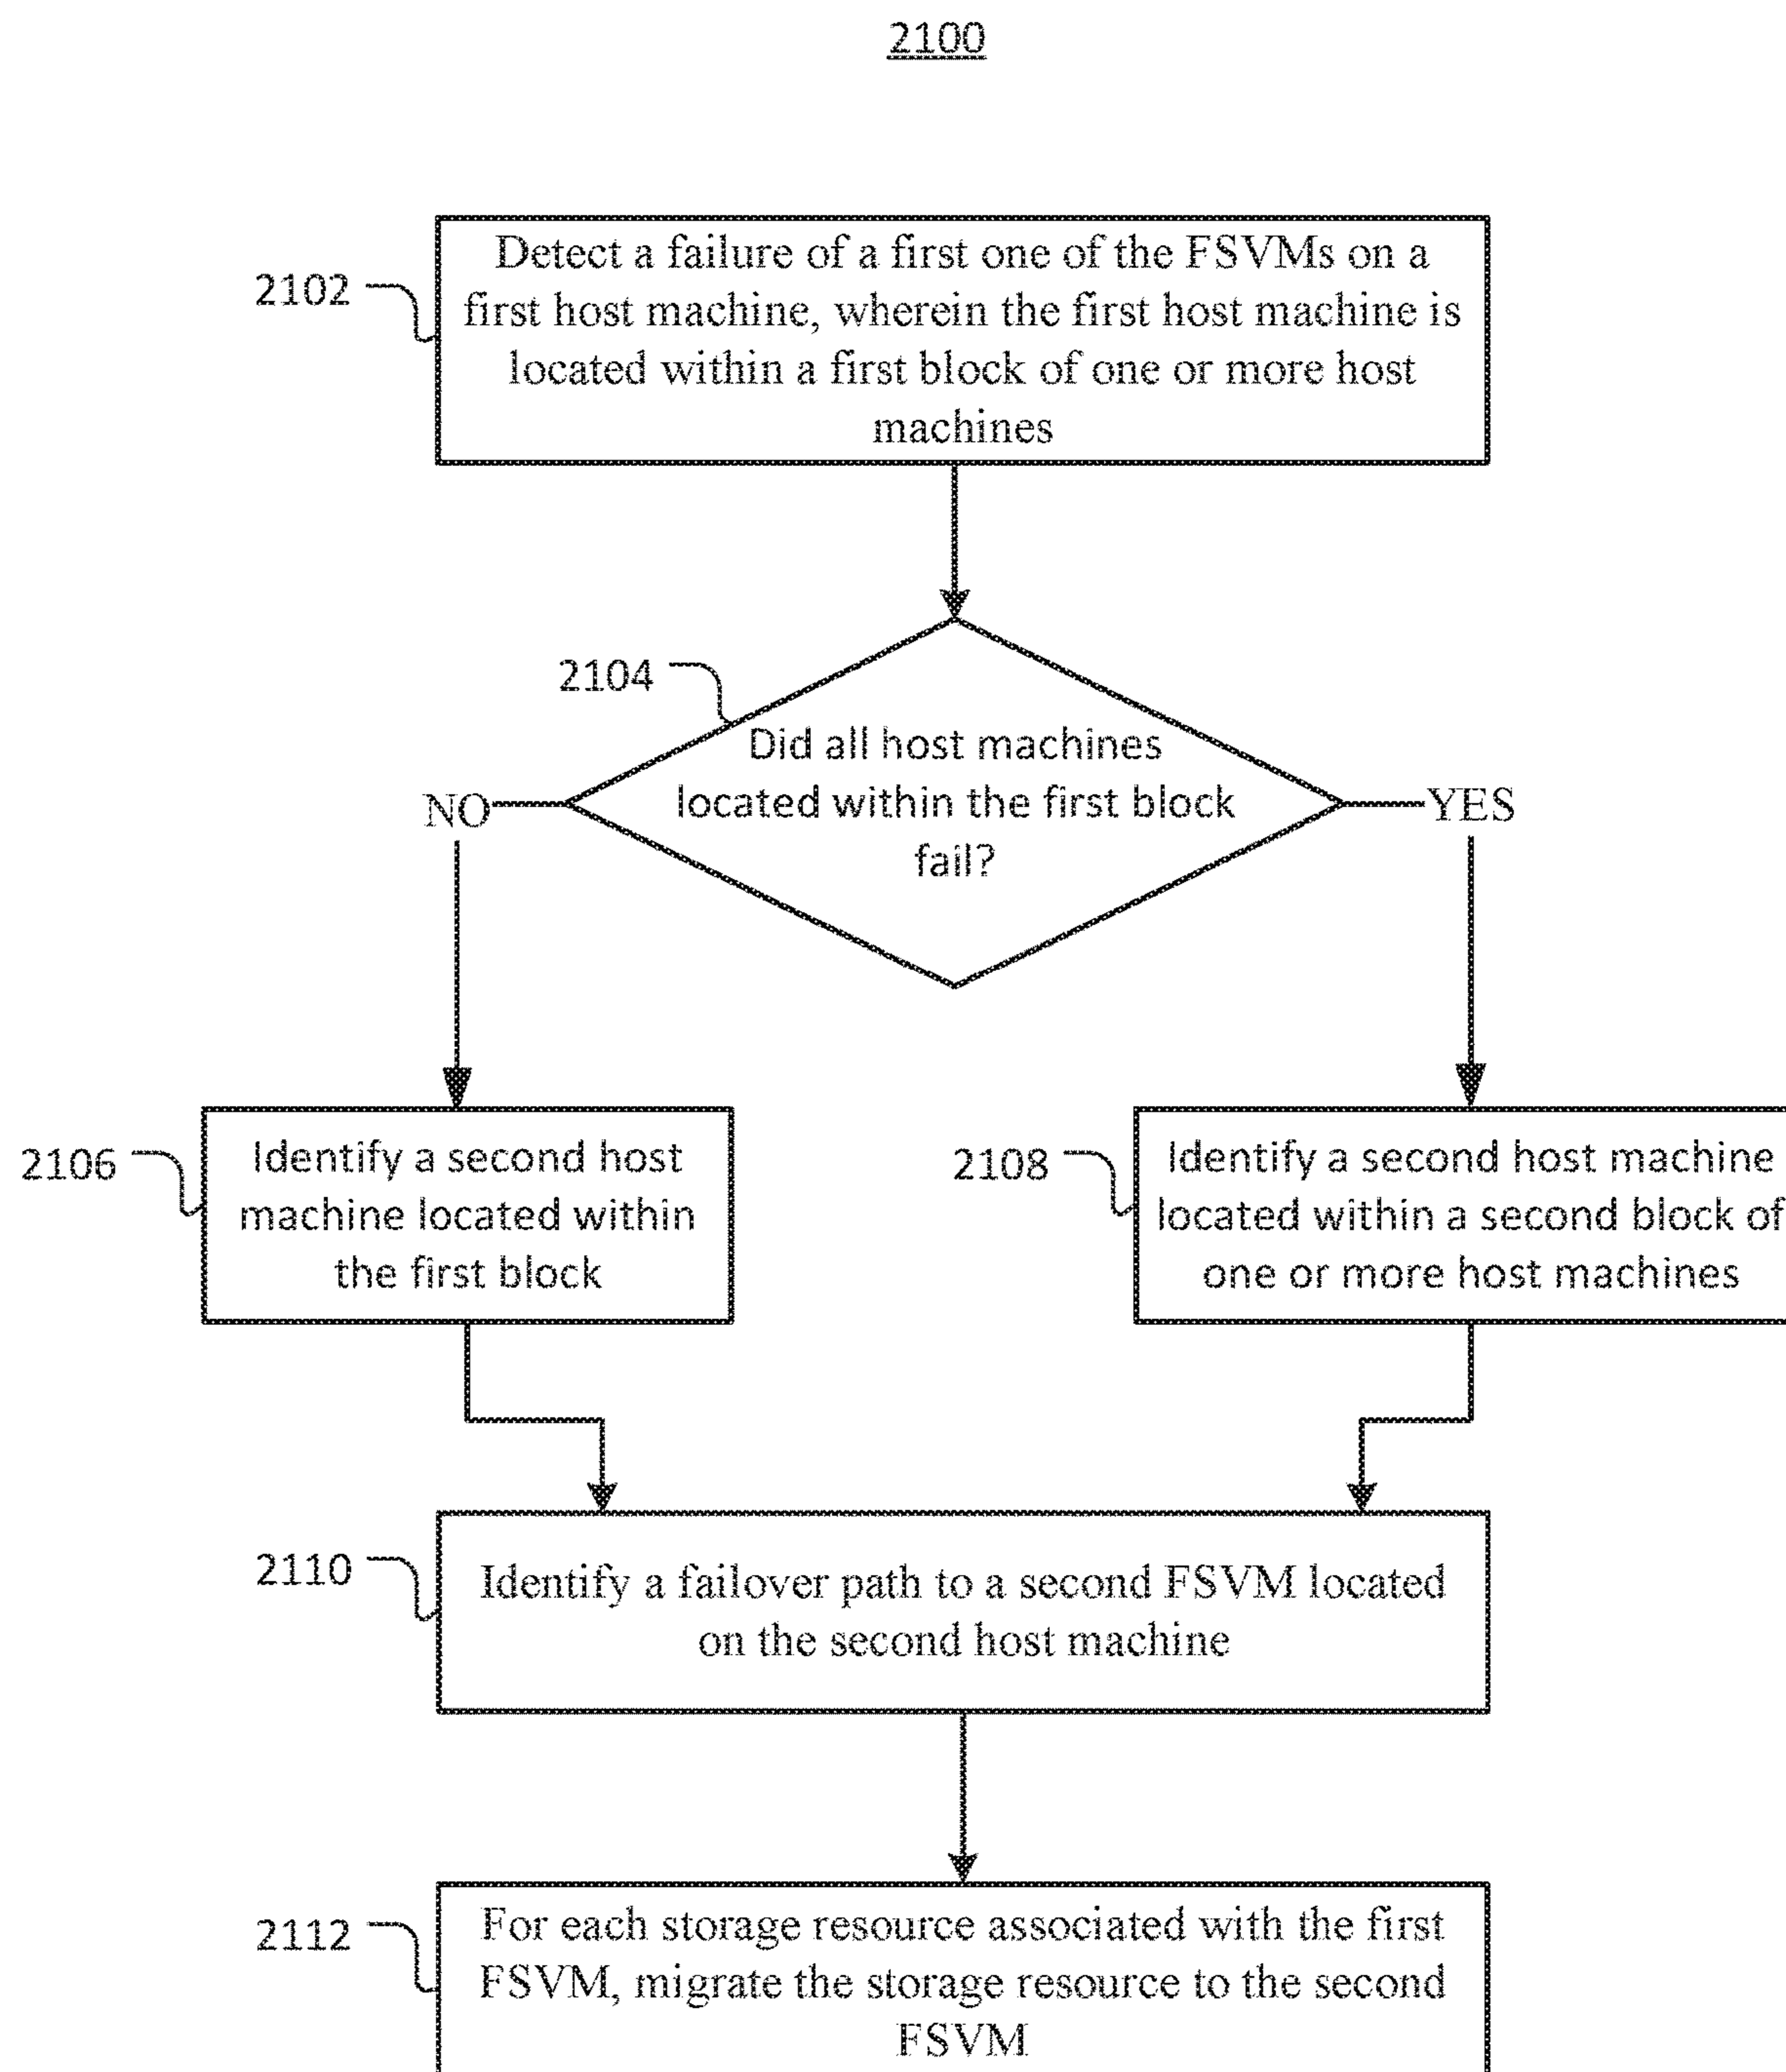 2100
2102
Detect a failure of a first one of the FSVMs on a
first host machine, wherein the first host machine is
located within a first block of one or more host
machines
2104
Did all host machines
located within the first block
fail?
NO
YES
2106
Identify a second host
machine located within
the first block
2108
Identify a second host machine
located within a second block of
one or more host machines
2110
Identify a failover path to a second FSVM located
on the second host machine
2112
For each storage resource associated with the first
FSVM, migrate the storage resource to the second
FSVM